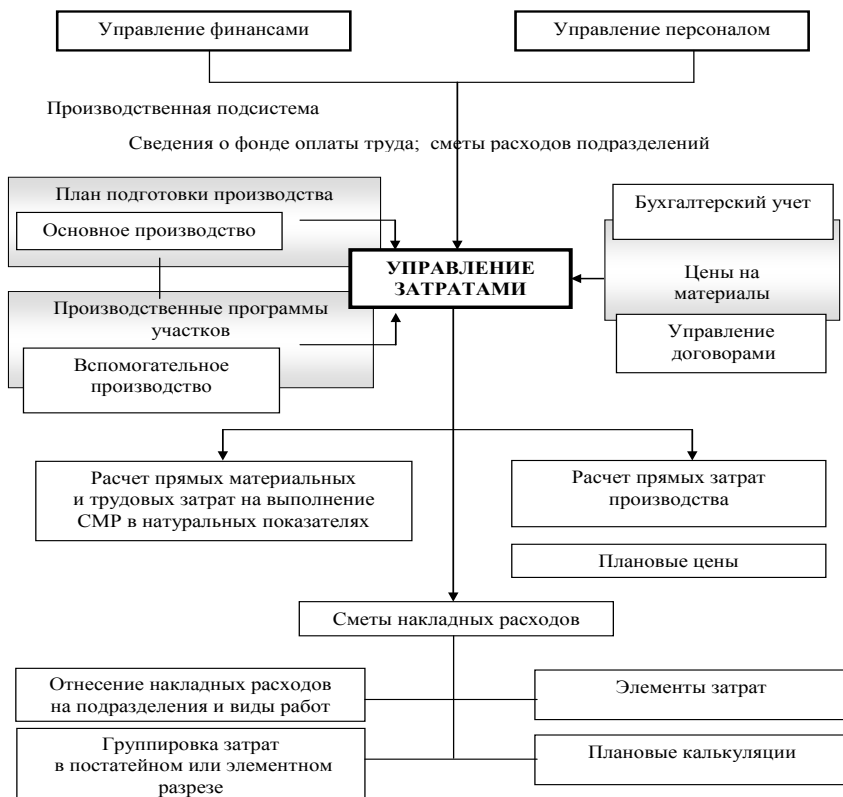 Управление финансами
Управление персоналом
Производственная подсистема
Сведения о фонде оплаты труда; сметы расходов подразделений
План подготовки производства
Основное производство
Производственные программы
участков
Вспомогательное
производство
УПРАВЛЕНИЕ
ЗАТРАТАМИ
Бухгалтерский учет
Цены на
материалы
Управление
договорами
Расчет прямых материальных
и трудовых затрат на выполнение
СМР в натуральных показателях
Расчет прямых затрат
производства
Плановые цены
Сметы накладных расходов
Отнесение накладных расходов
на подразделения и виды работ
Элементы затрат
Группировка затрат
в постатейном или элементном
разрезе
Плановые калькуляции